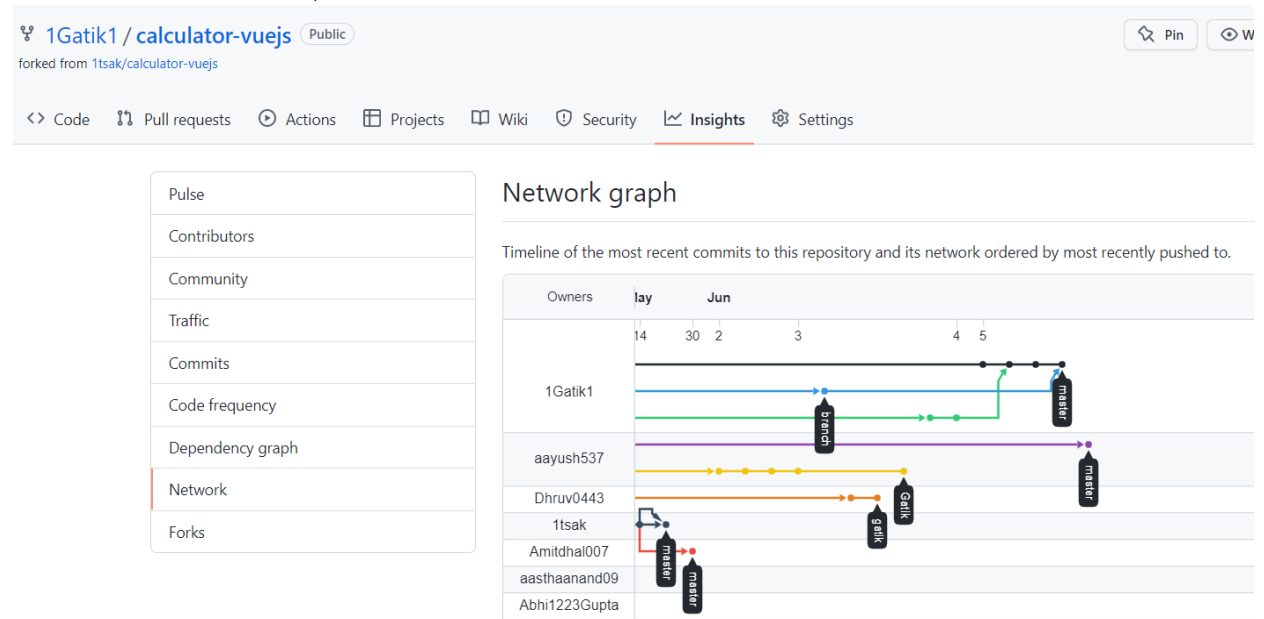 1Gatik1 / calculator-vuejs Public Pin W
forked from 1tsak/calculator-vuejs
Code Pull requests Actions Projects Wiki Security Insights Settings
Pulse
Contributors
Community
Traffic
Commits
Code frequency
Dependency graph
Network
Forks
Network graph
Timeline of the most recent commits to this repository and its network ordered by most recently pushed to.
Owners May Jun
14 30 2 3 4 5
1Gatik1
master
branch
aayush537
master
Gatik
Dhruv0443
gatik
1tsak
master
Amitdhal007
master
aasthaanand09
Abhi1223Gupta